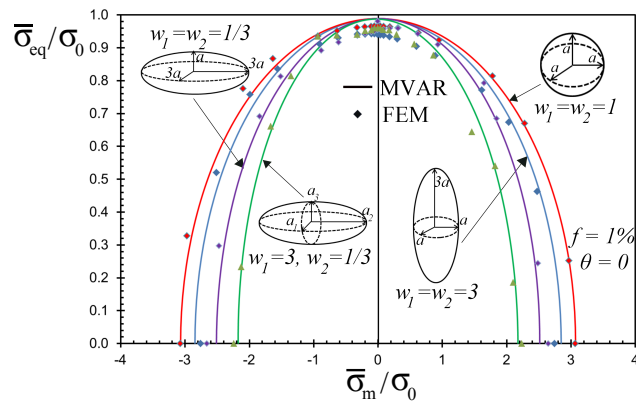 σ̅eq/σ0
1.0
0.9
0.8
0.7
0.6
0.5
0.4
0.3
0.2
0.1
0.0
-4 -3 -2 -1 0 1 2 3 4
σ̅m/σ0
w1=w2=1/3
a
3a
3a
MVAR
FEM
a
a
a
w1=w2=1
a3
a1
a2
w1=3, w2=1/3
3a
a
a
w1=w2=3
f = 1%
θ = 0